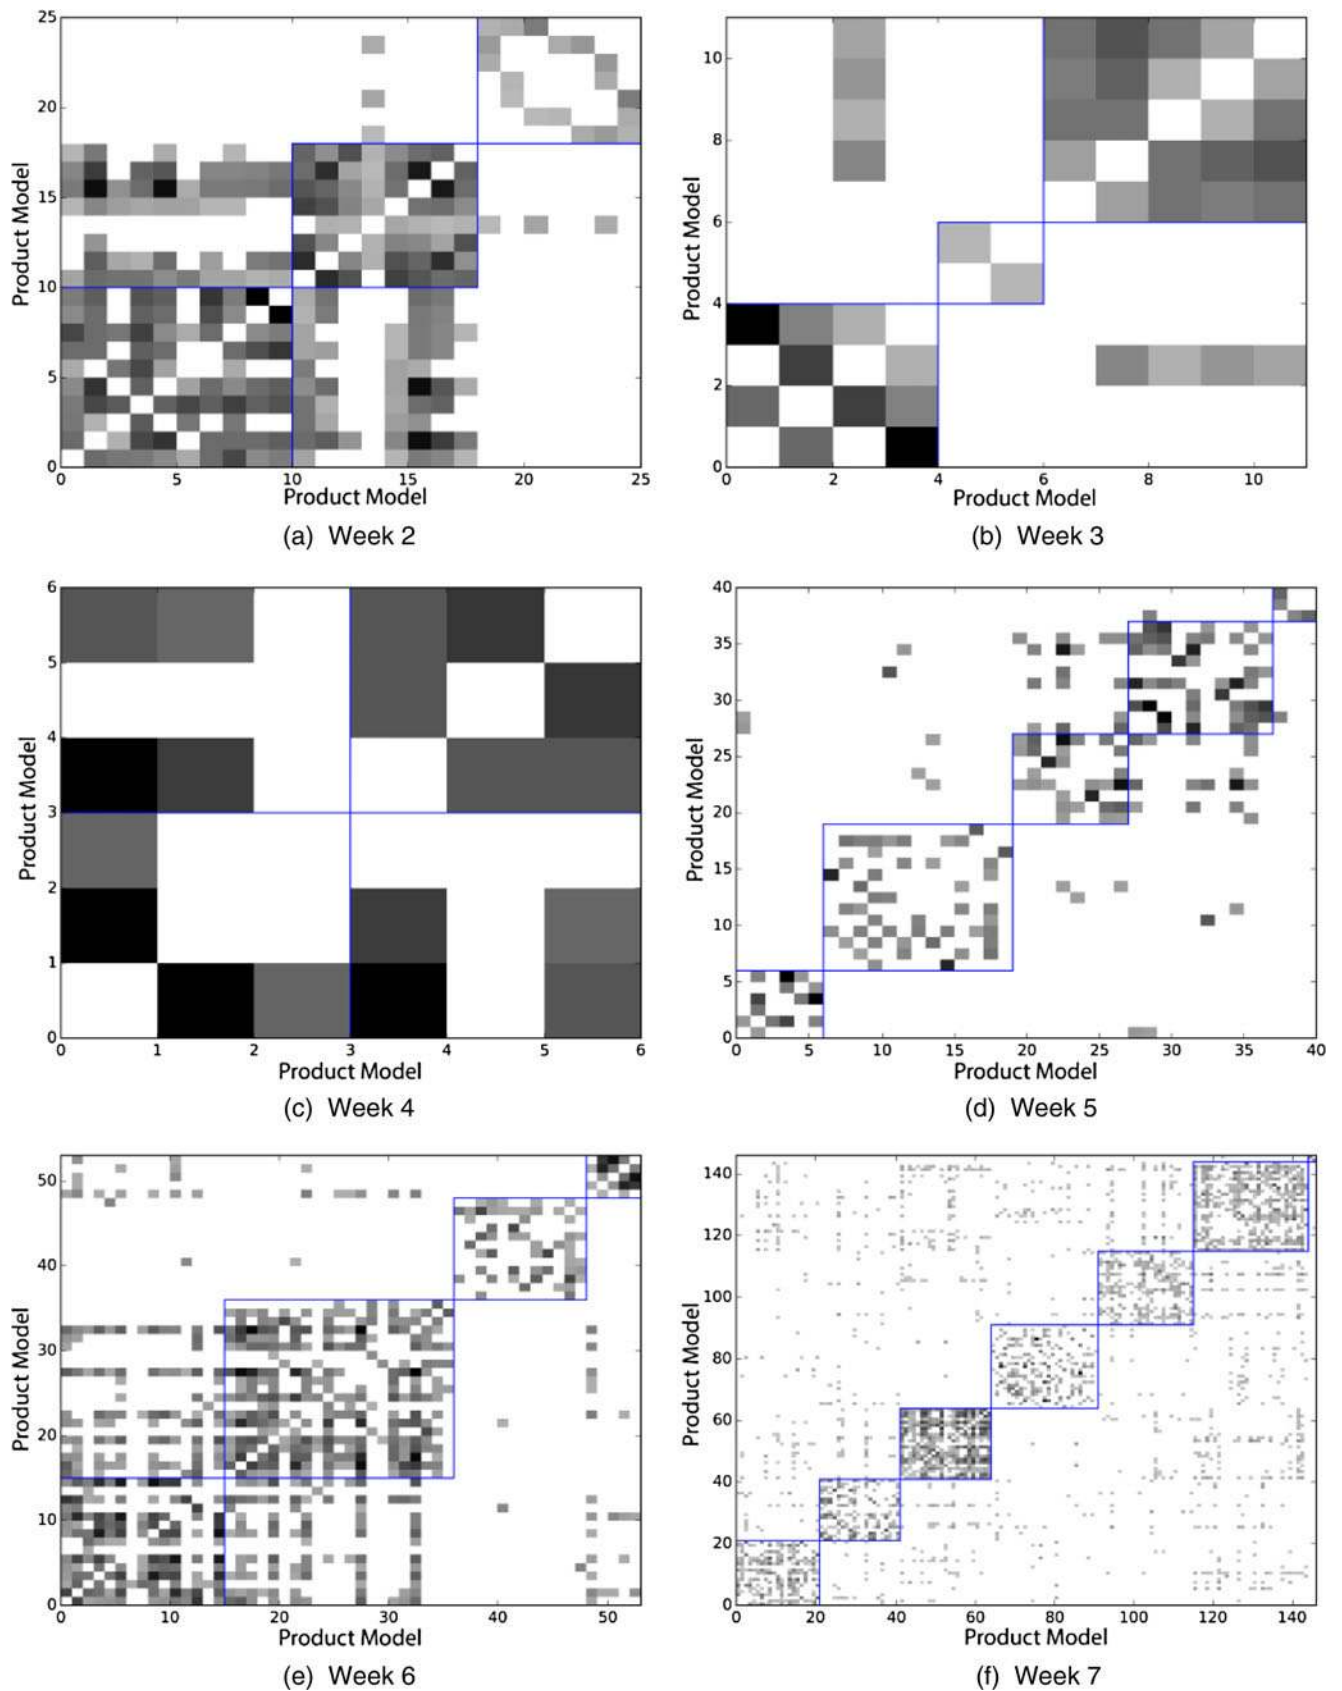 25
20
15
10
5
0
Product Model
0 5 10 15 20 25
Product Model
(a) Week 2
10
8
6
4
2
0
Product Model
0 2 4 6 8 10
Product Model
(b) Week 3
6
5
4
3
2
1
0
Product Model
0 1 2 3 4 5 6
Product Model
(c) Week 4
40
35
30
25
20
15
10
5
0
Product Model
0 5 10 15 20 25 30 35 40
Product Model
(d) Week 5
50
40
30
20
10
0
Product Model
0 10 20 30 40 50
Product Model
(e) Week 6
140
120
100
80
60
40
20
0
Product Model
0 20 40 60 80 100 120 140
Product Model
(f) Week 7